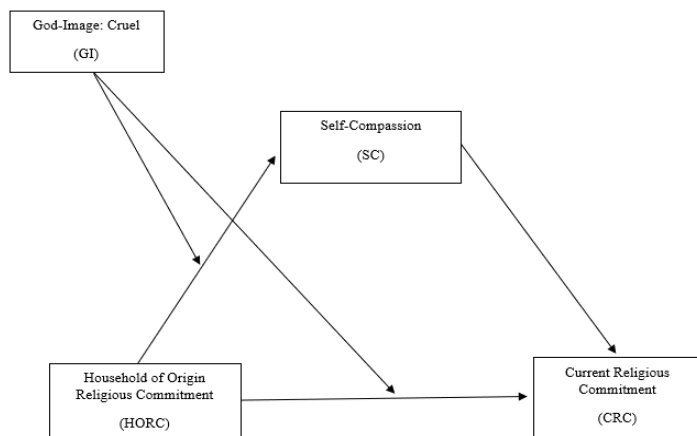 God-Image: Cruel
(GI)
Self-Compassion
(SC)
Household of Origin
Religious Commitment
(HORC)
Current Religious
Commitment
(CRC)